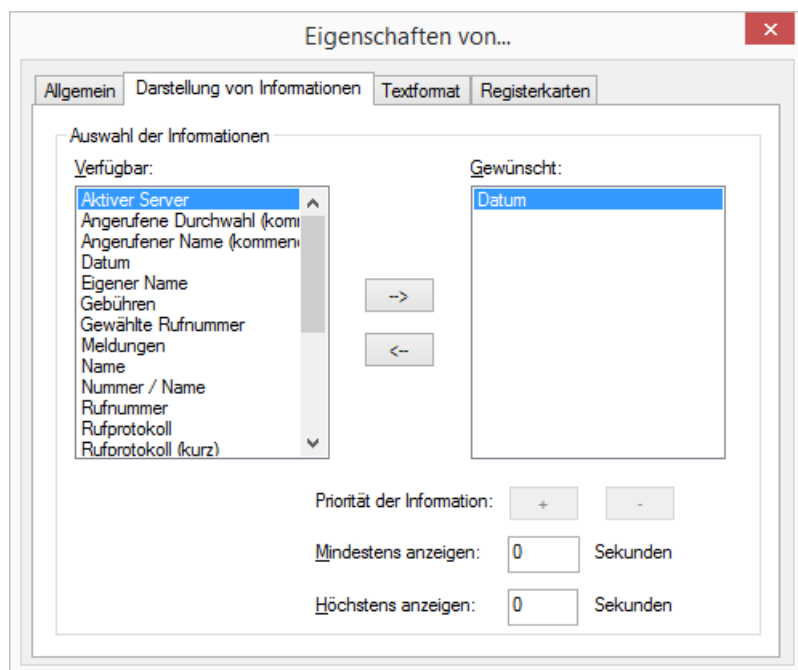 Eigenschaften von...
Allgemein Darstellung von Informationen Textformat Registerkarten
Auswahl der Informationen
Verfügbar: Gewünscht:
Aktiver Server Datum
Angerufene Durchwahl (kom
Angerufener Name (kommen
Datum
Eigener Name
Gebühren
-->
Gewählte Rufnummer
Meldungen
<--
Name
Nummer / Name
Rufnummer
Rufprotokoll
Rufprotokoll (kurz)
Priorität der Information: + -
Mindestens anzeigen: 0 Sekunden
Höchstens anzeigen: 0 Sekunden